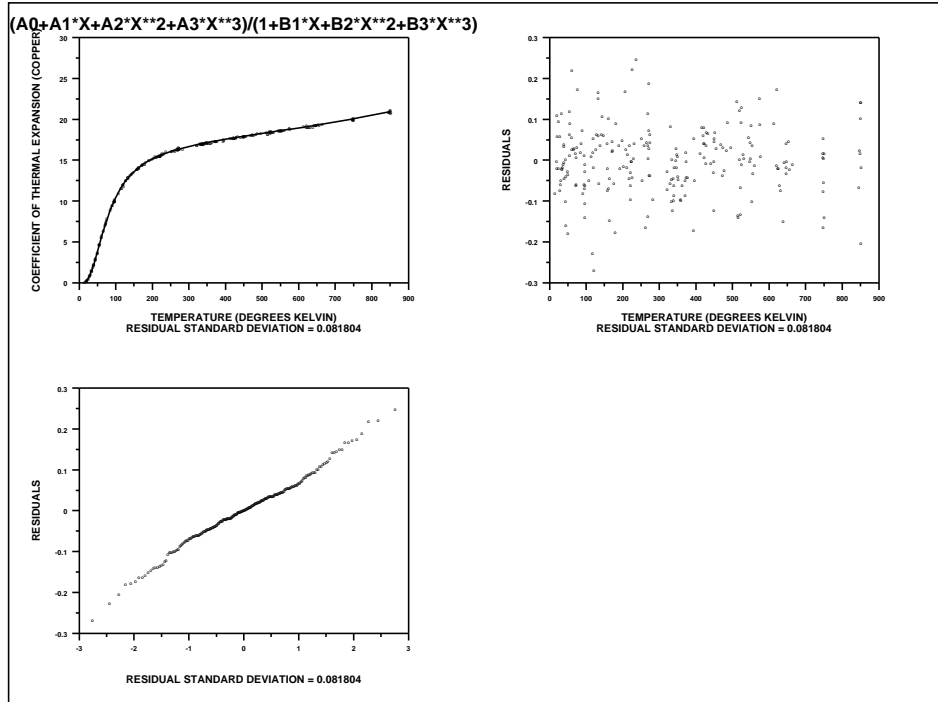 (A0+A1*X+A2*X**2+A3*X**3)/(1+B1*X+B2*X**2+B3*X**3)
COEFFICIENT OF THERMAL EXPANSION (COPPER)
30
25
20
15
10
5
0
0 100 200 300 400 500 600 700 800 900
TEMPERATURE (DEGREES KELVIN)
RESIDUAL STANDARD DEVIATION = 0.081804
RESIDUALS
0.3
0.2
0.1
0
-0.1
-0.2
-0.3
0 100 200 300 400 500 600 700 800 900
TEMPERATURE (DEGREES KELVIN)
RESIDUAL STANDARD DEVIATION = 0.081804
RESIDUALS
0.3
0.2
0.1
0
-0.1
-0.2
-0.3
-3 -2 -1 0 1 2 3
RESIDUAL STANDARD DEVIATION = 0.081804